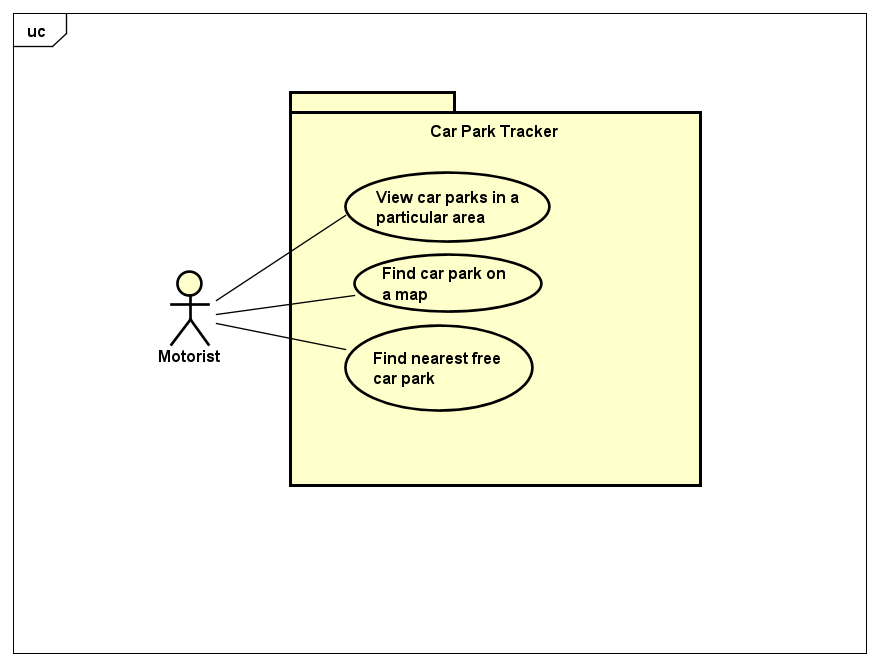 uc
Car Park Tracker
View car parks in a
particular area
Find car park on
a map
Motorist
Find nearest free
car park